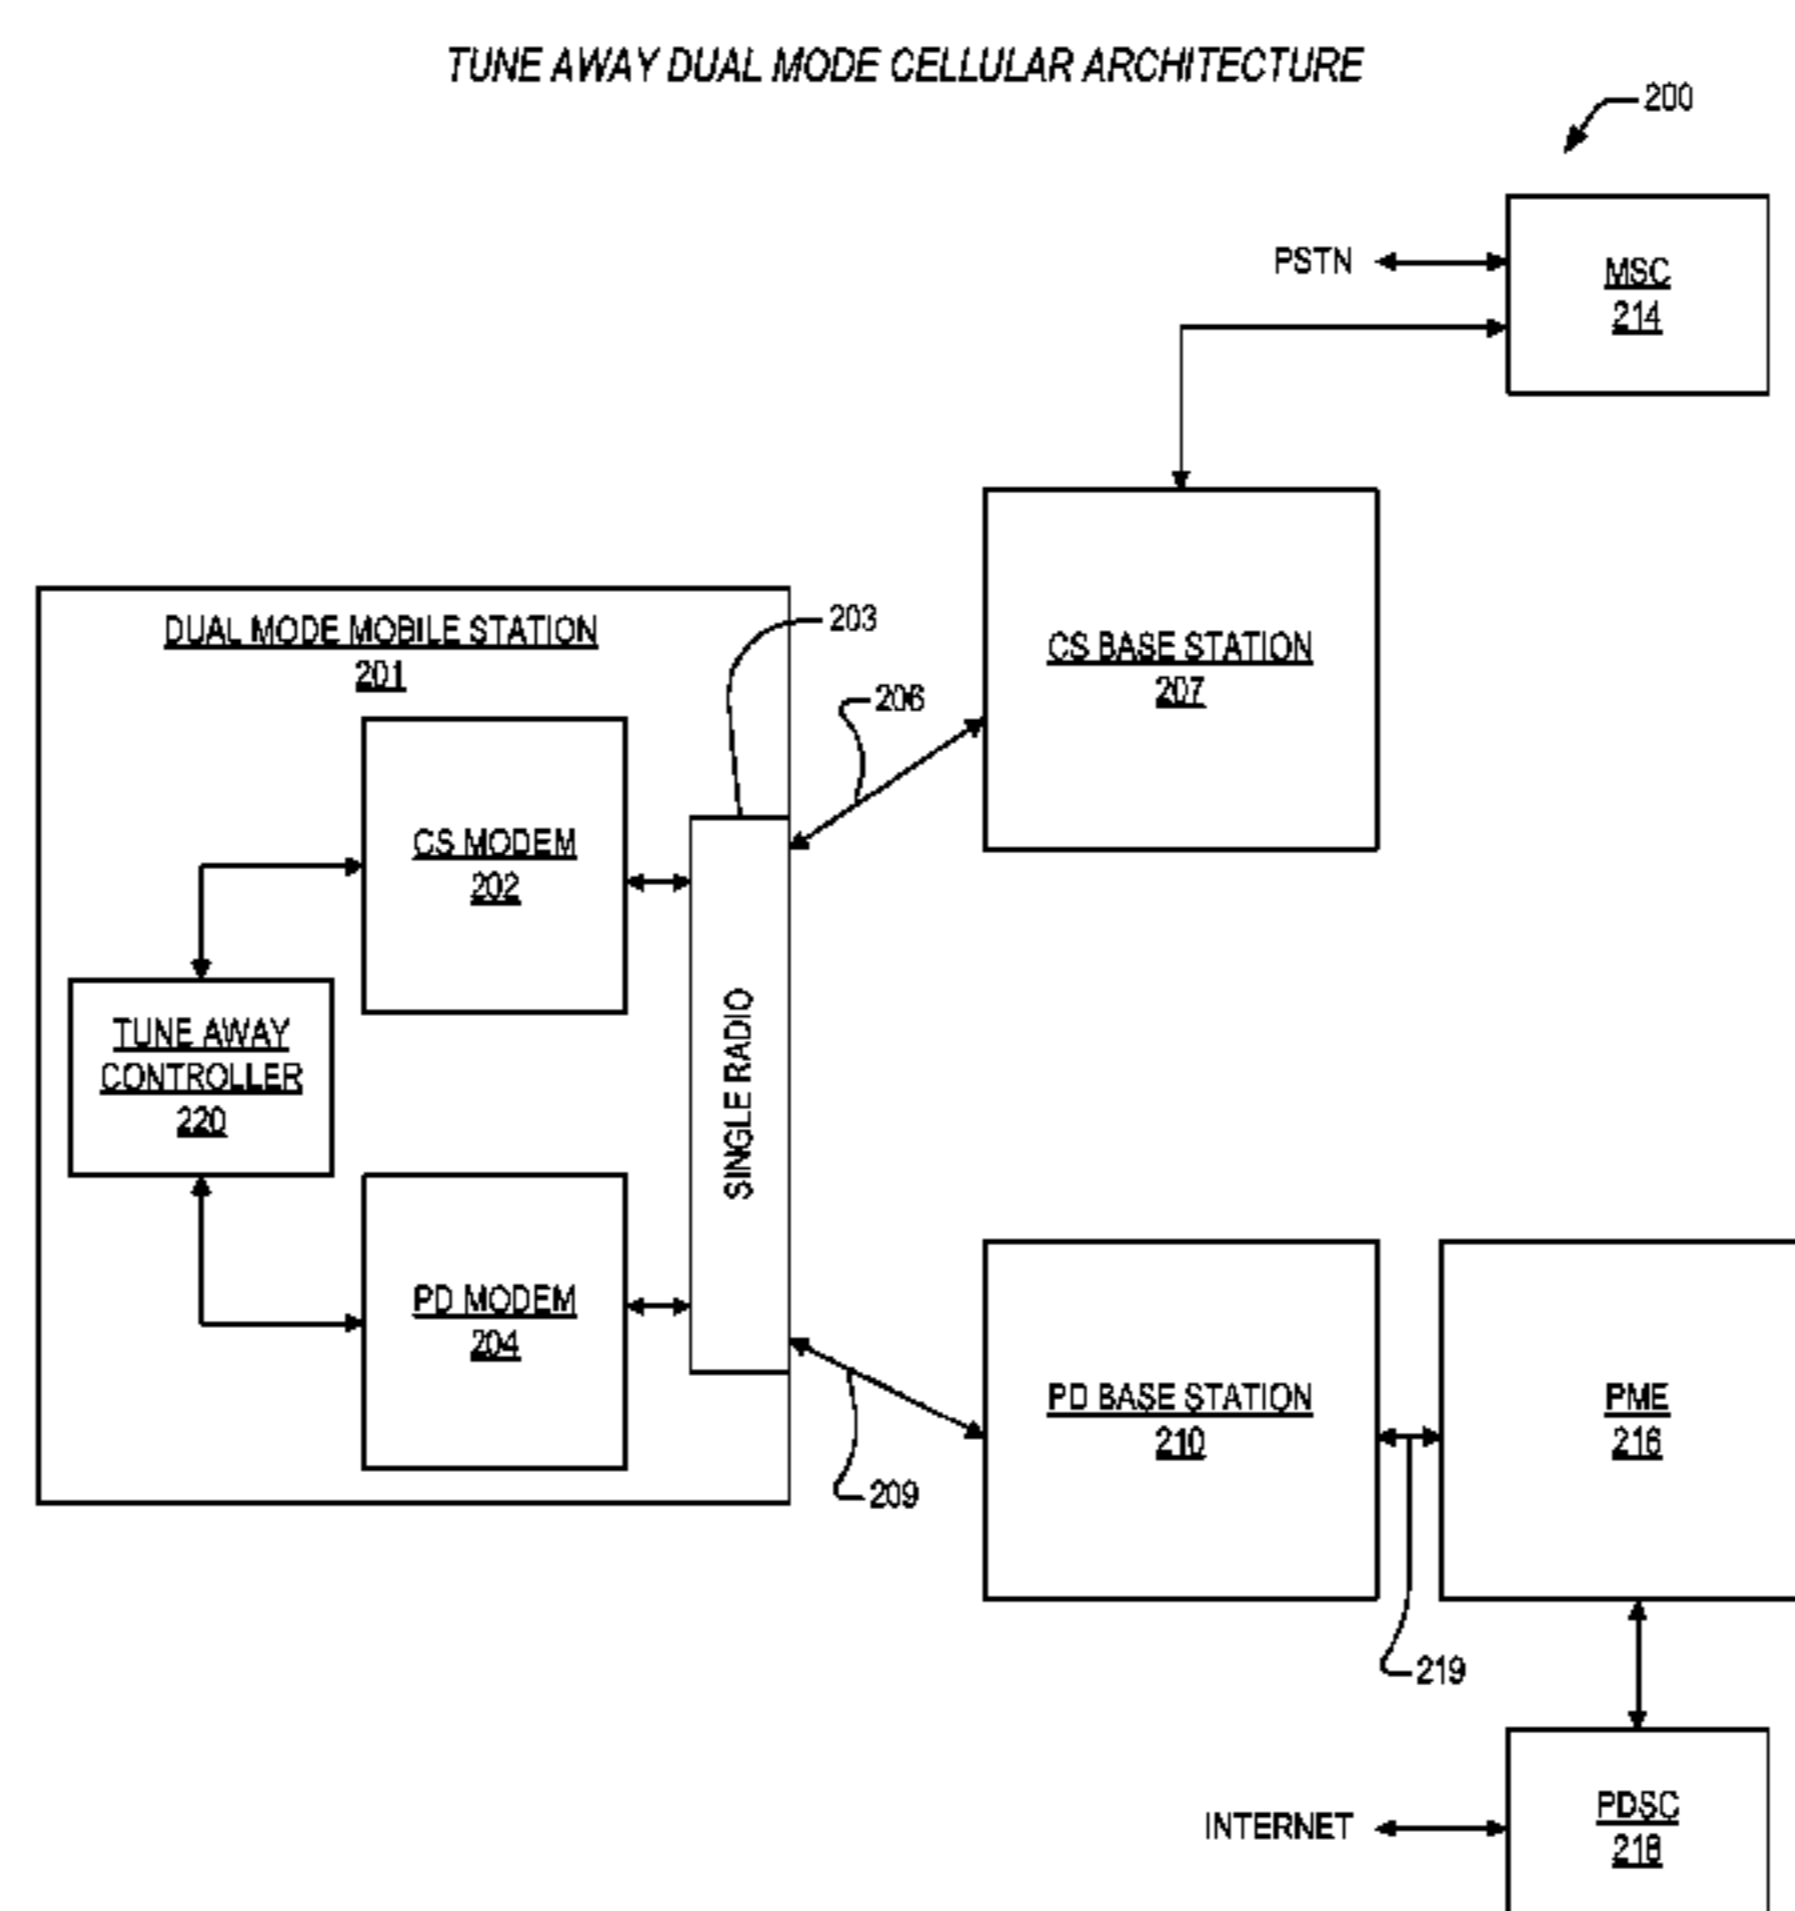 TUNE AWAY DUAL MODE CELLULAR ARCHITECTURE
200
PSTN
MSC
214
DUAL MODE MOBILE STATION
201
203
206
CS BASE STATION
207
CS MODEM
202
TUNE AWAY
CONTROLLER
220
SINGLE RADIO
PD MODEM
204
209
PD BASE STATION
210
PME
216
219
INTERNET
PDSC
218